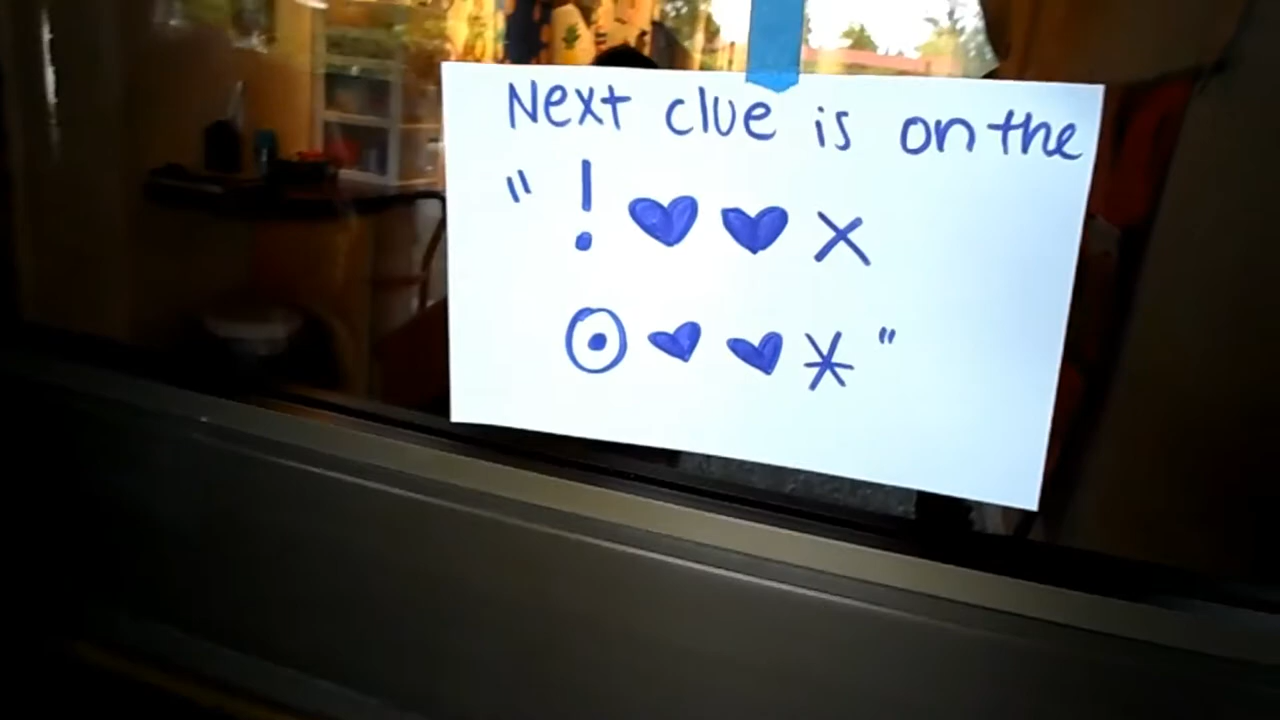 Next clue is on the
" ! ♥ ♥ X
⊙ ♥ ♥ * "